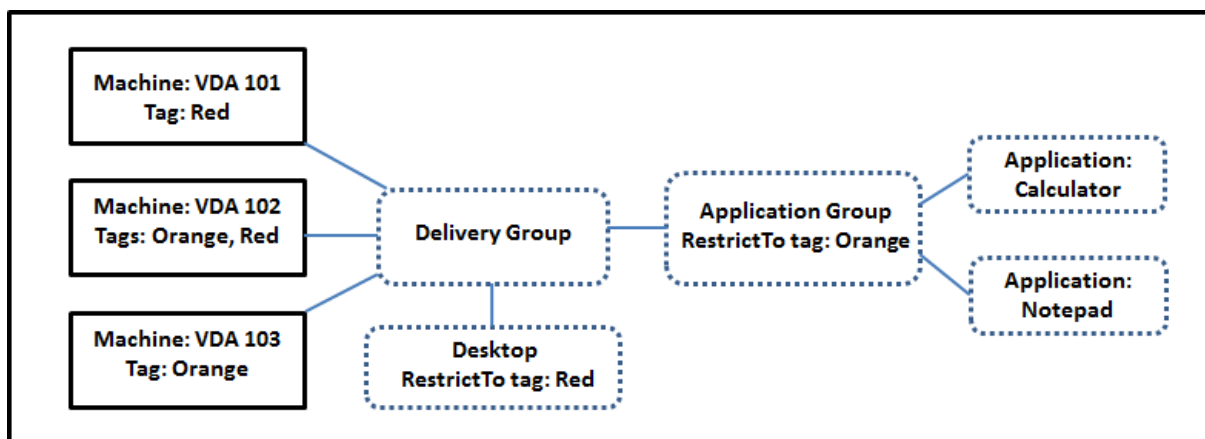 Machine: VDA 101
Tag: Red
Machine: VDA 102
Tags: Orange, Red
Machine: VDA 103
Tag: Orange
Delivery Group
Desktop
RestrictTo tag: Red
Application Group
RestrictTo tag: Orange
Application:
Calculator
Application:
Notepad